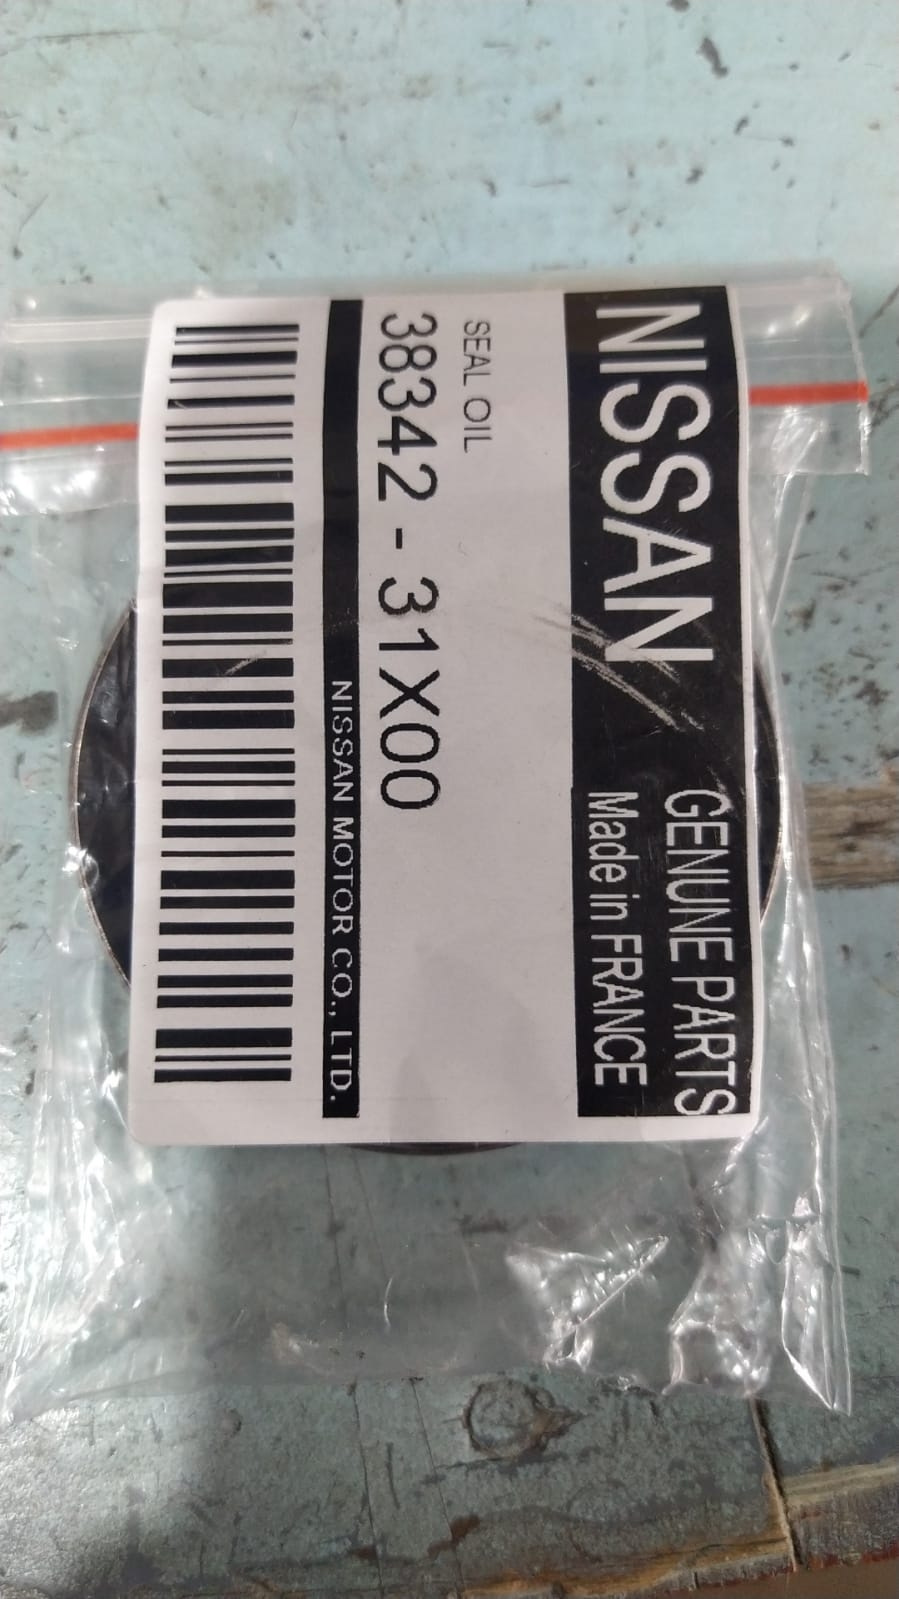 NISSAN
GENUINE PARTS
Made in FRANCE
SEAL OIL
38342 - 31X00
NISSAN MOTOR CO., LTD.